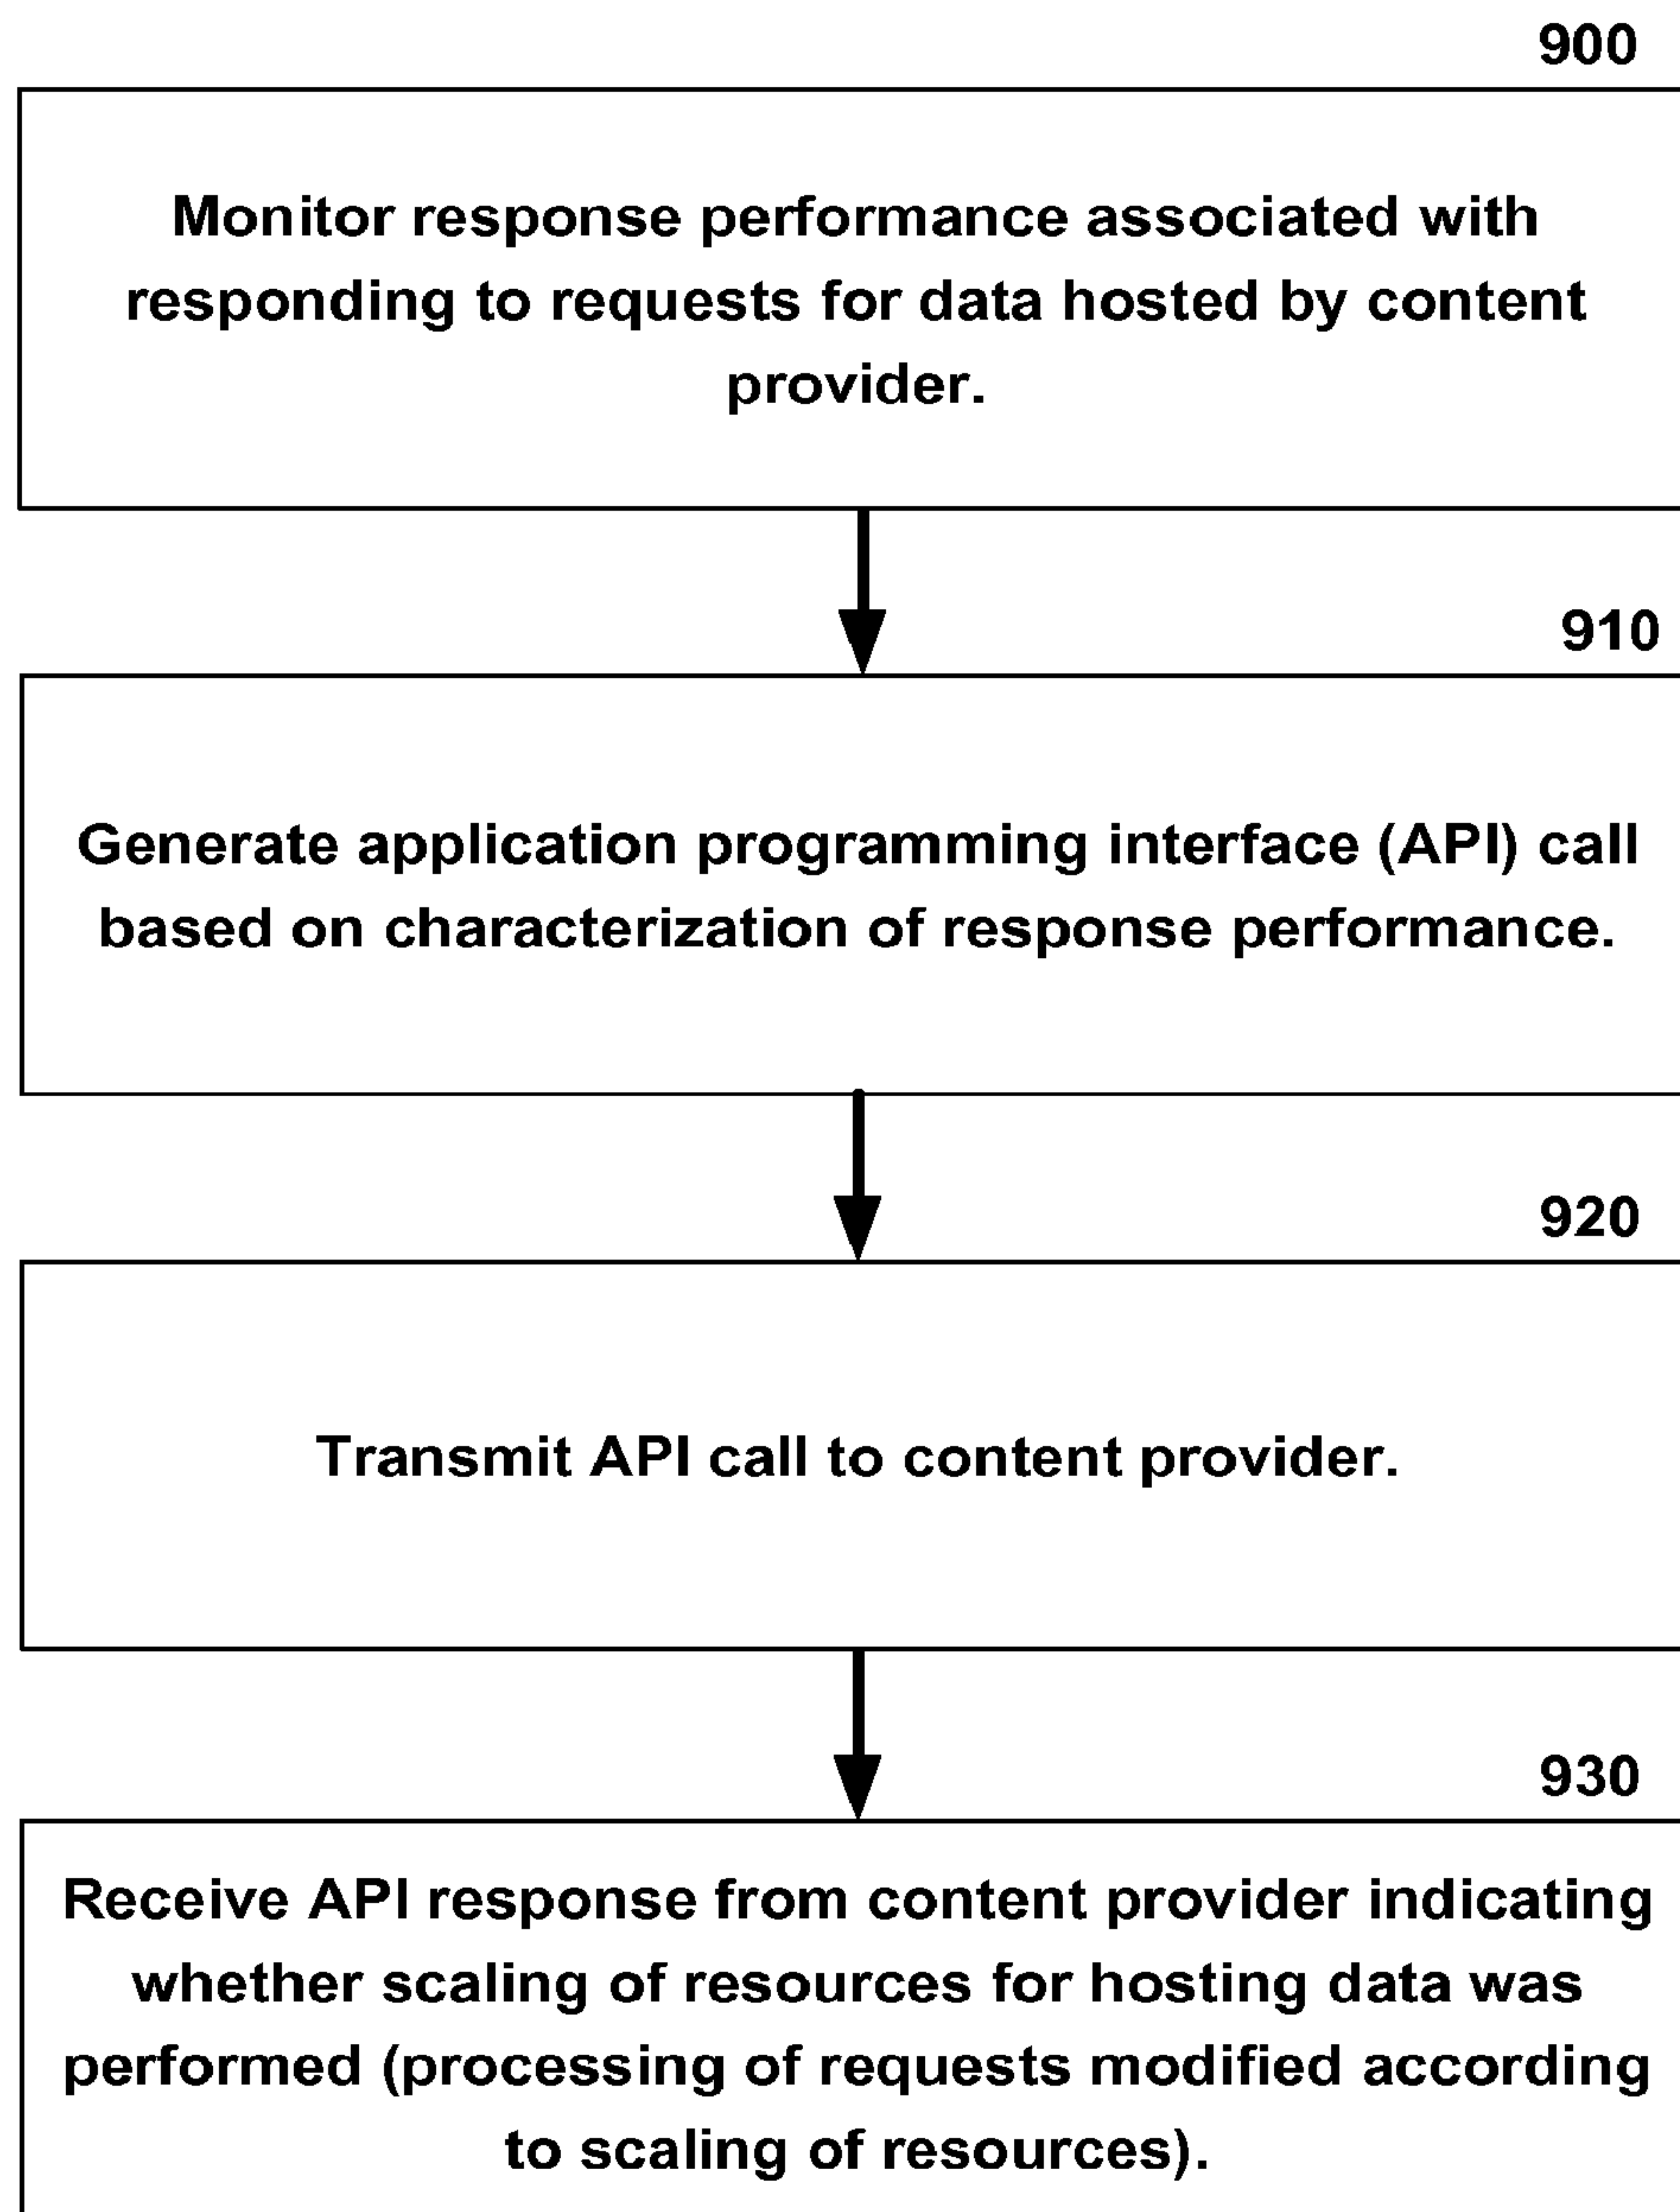 900
Monitor response performance associated with
responding to requests for data hosted by content
provider.
910
Generate application programming interface (API) call
based on characterization of response performance.
920
Transmit API call to content provider.
930
Receive API response from content provider indicating
whether scaling of resources for hosting data was
performed (processing of requests modified according
to scaling of resources).